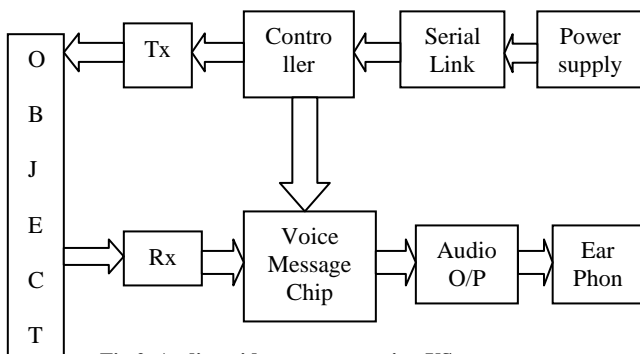 O
B
J
E
C
T
Tx
Contro
ller
Serial
Link
Power
supply
Rx
Voice
Message
Chip
Audio
O/P
Ear
Phon